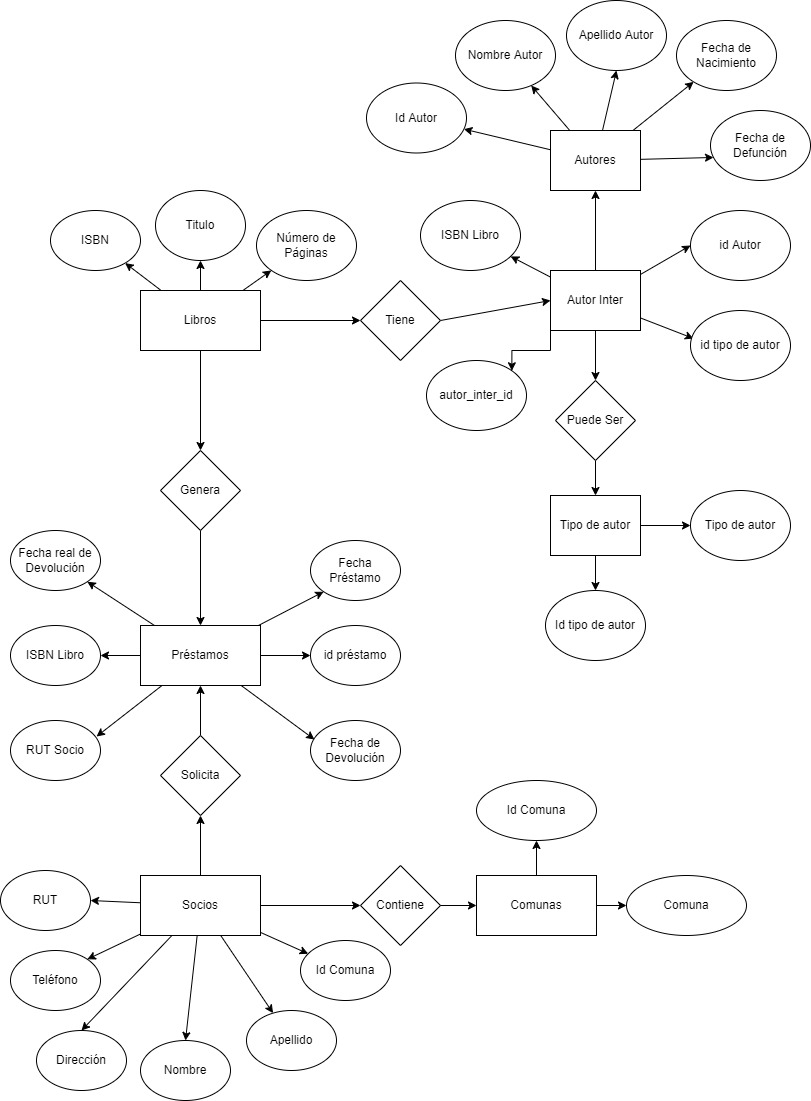 Apellido Autor
Nombre Autor
Fecha de
Nacimiento
Id Autor
Autores
Fecha de
Defunción
ISBN
Titulo
Número de
Páginas
ISBN Libro
id Autor
Libros
Tiene
Autor Inter
id tipo de autor
autor_inter_id
Puede Ser
Genera
Tipo de autor
Tipo de autor
Id tipo de autor
Fecha real de
Devolución
Fecha
Préstamo
ISBN Libro
Préstamos
id préstamo
RUT Socio
Fecha de
Devolución
Solicita
Id Comuna
RUT
Socios
Contiene
Comunas
Comuna
Teléfono
Id Comuna
Dirección
Nombre
Apellido